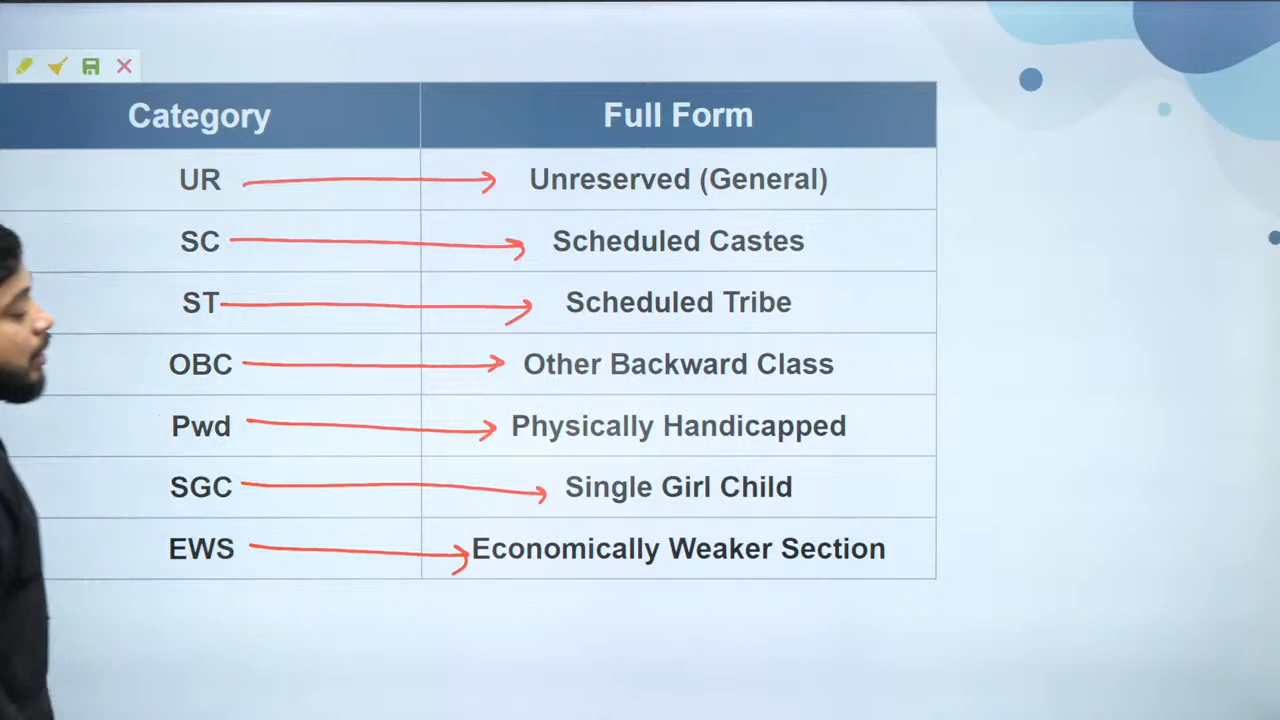 Category Full Form
UR Unreserved (General)
SC Scheduled Castes
ST Scheduled Tribe
OBC Other Backward Class
Pwd Physically Handicapped
SGC Single Girl Child
EWS Economically Weaker Section